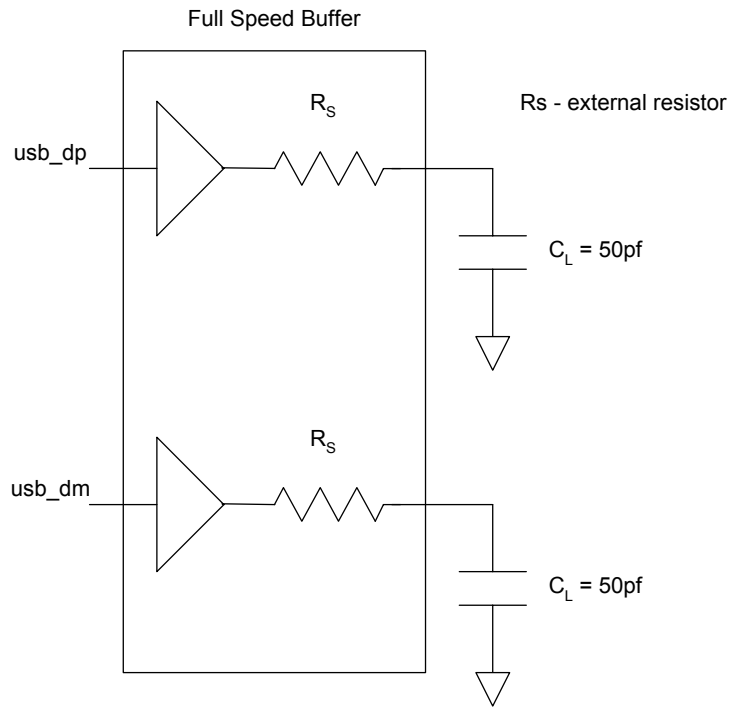 Full Speed Buffer
R_S
Rs - external resistor
usb_dp
C_L = 50pf
R_S
usb_dm
C_L = 50pf